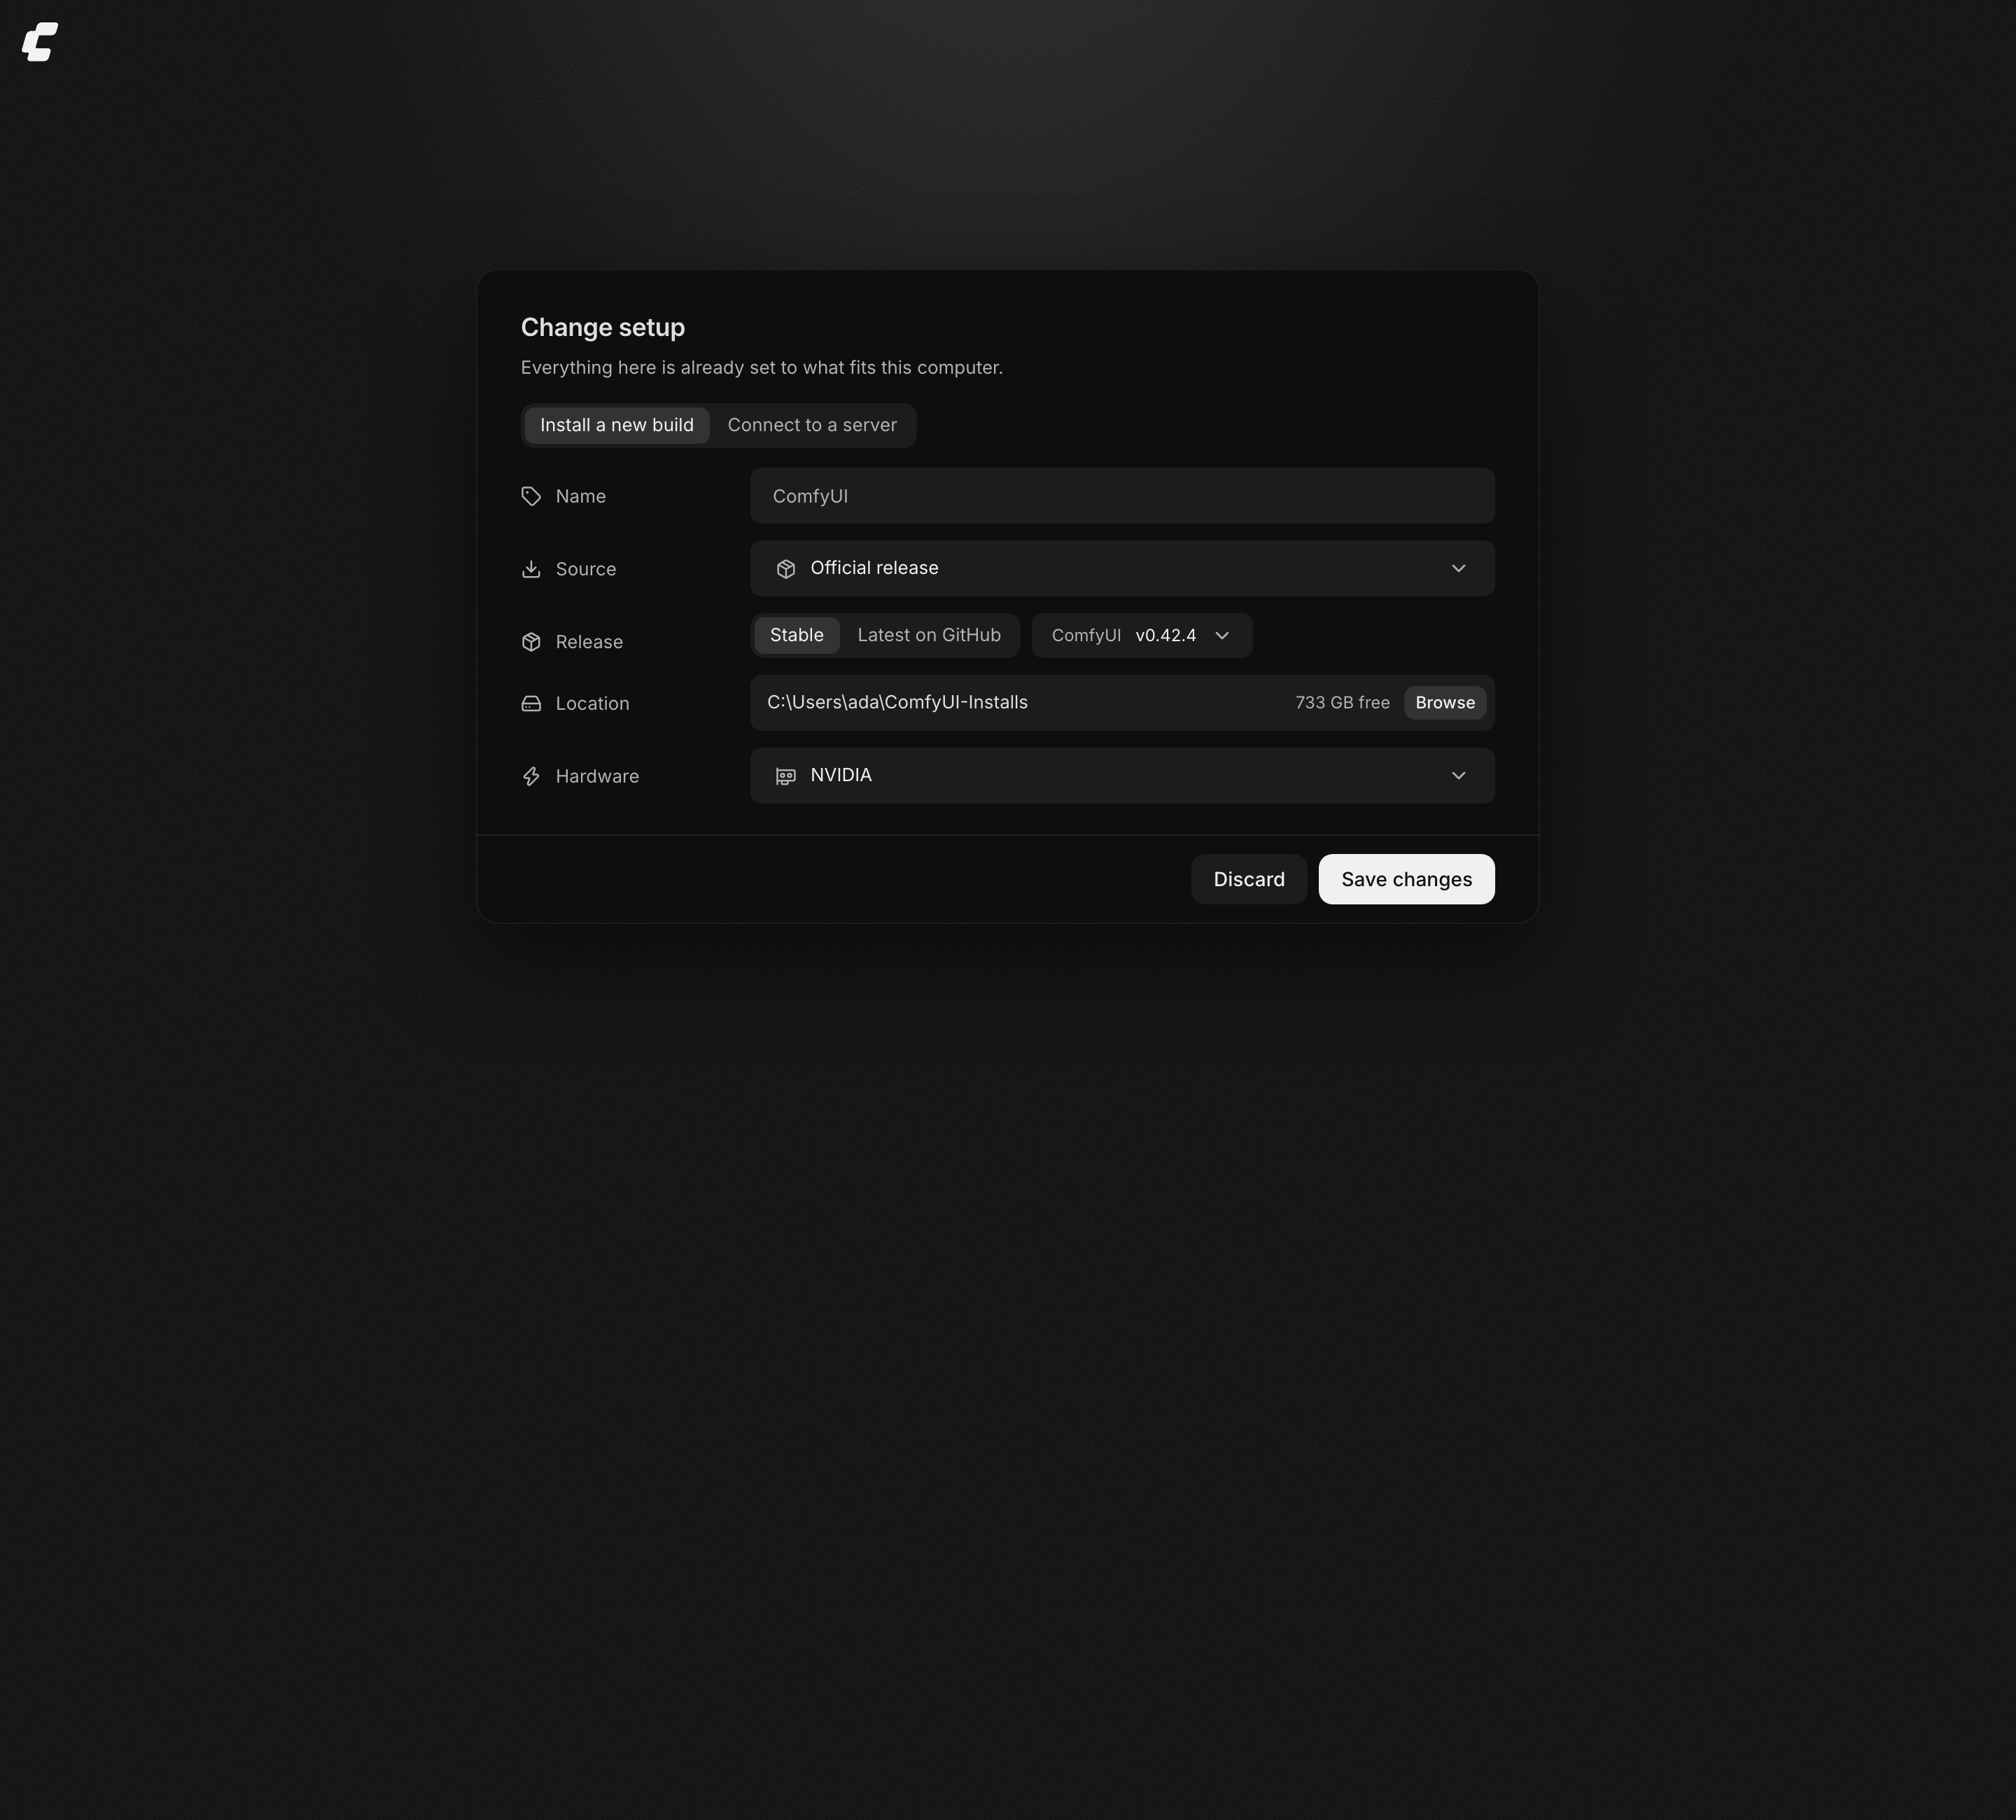 Change setup
Everything here is already set to what fits this computer.
Install a new build Connect to a server
Name ComfyUI
Source Official release
Release Stable Latest on GitHub ComfyUI v0.42.4
Location C:\Users\ada\ComfyUI-Installs 733 GB free Browse
Hardware NVIDIA
Discard Save changes